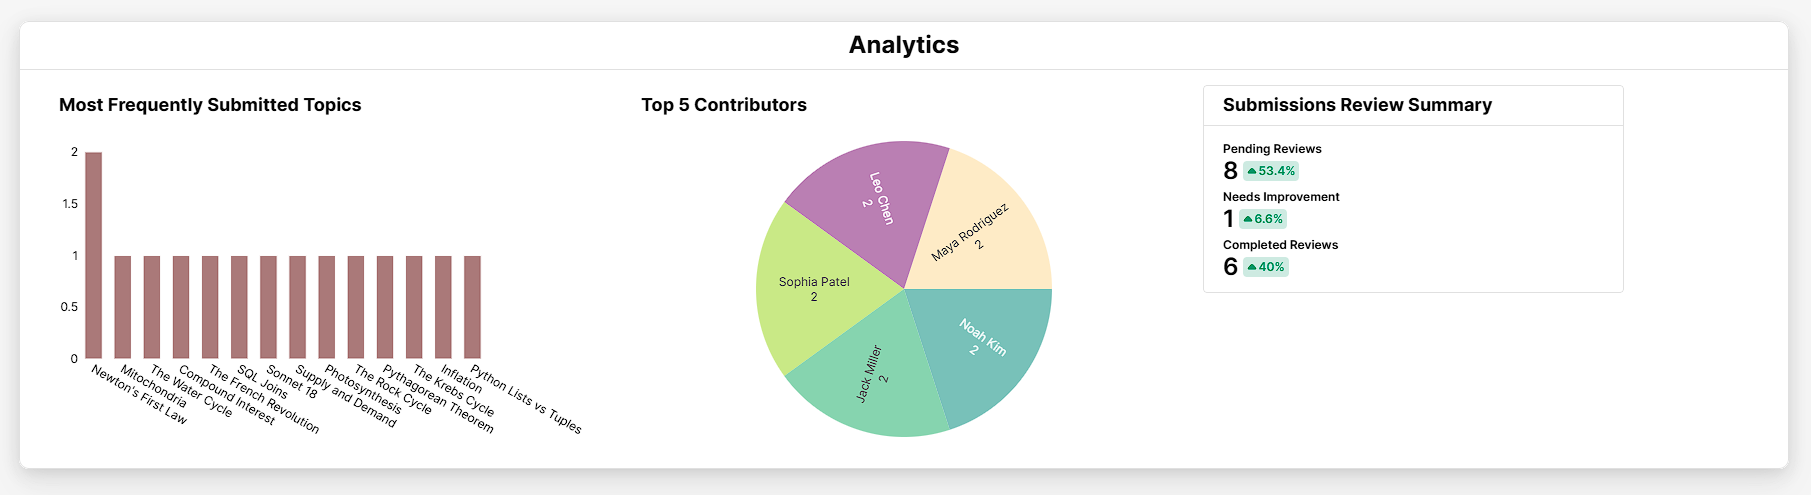 Analytics
Most Frequently Submitted Topics
2
1.5
1
0.5
0
Newton's First Law
Mitochondria
The Water Cycle
Compound Interest
The French Revolution
SQL Joins
Sonnet 18
Supply and Demand
Photosynthesis
The Rock Cycle
Pythagorean Theorem
The Krebs Cycle
Inflation
Python Lists vs Tuples
Top 5 Contributors
Leo Chen
2
Maya Rodriguez
2
Sophia Patel
2
Noah Kim
2
Jack Miller
2
Submissions Review Summary
Pending Reviews
8 53.4%
Needs Improvement
1 6.6%
Completed Reviews
6 40%